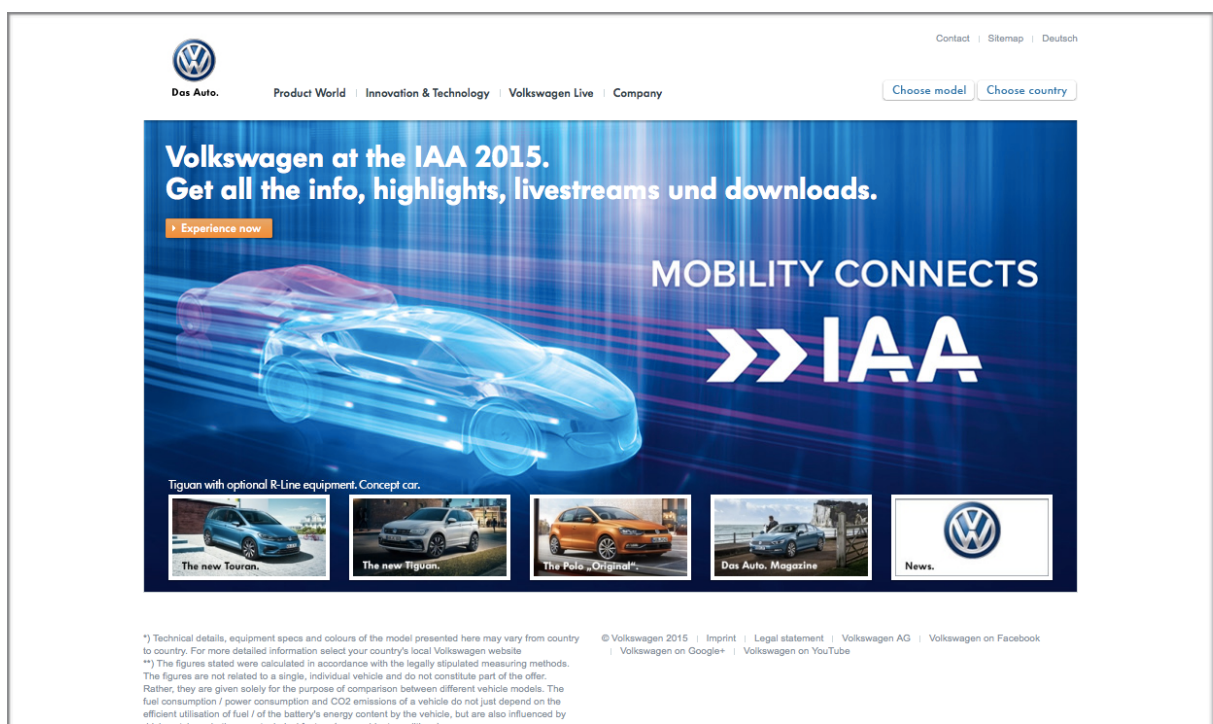 Contact | Sitemap | Deutsch
Das Auto.
Product World | Innovation & Technology | Volkswagen Live | Company
Choose model Choose country
Volkswagen at the IAA 2015.
Get all the info, highlights, livestreams und downloads.
Experience now
MOBILITY CONNECTS
IAA
Tiguan with optional R-Line equipment. Concept car.
The new Touran.
The new Tiguan.
The Polo „Original“.
Das Auto. Magazine
News.
*) Technical details, equipment specs and colours of the model presented here may vary from country
to country. For more detailed information select your country's local Volkswagen website
**) The figures stated were calculated in accordance with the legally stipulated measuring methods.
The figures are not related to a single, individual vehicle and do not constitute part of the offer.
Rather, they are given solely for the purpose of comparison between different vehicle models. The
fuel consumption / power consumption and CO2 emissions of a vehicle do not just depend on the
efficient utilisation of fuel / of the battery's energy content by the vehicle, but are also influenced by
© Volkswagen 2015 | Imprint | Legal statement | Volkswagen AG | Volkswagen on Facebook
| Volkswagen on Google+ | Volkswagen on YouTube